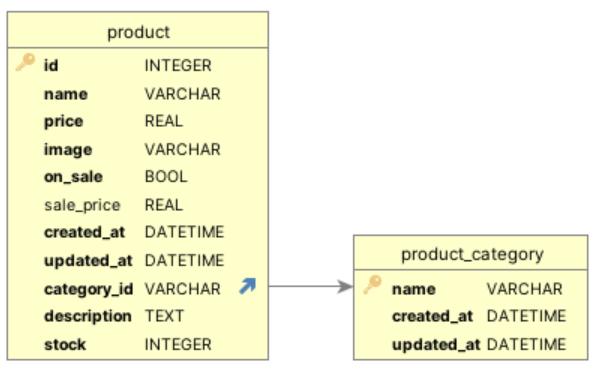 product
id INTEGER
name VARCHAR
price REAL
image VARCHAR
on_sale BOOL
sale_price REAL
created_at DATETIME
updated_at DATETIME
category_id VARCHAR
description TEXT
stock INTEGER
product_category
name VARCHAR
created_at DATETIME
updated_at DATETIME